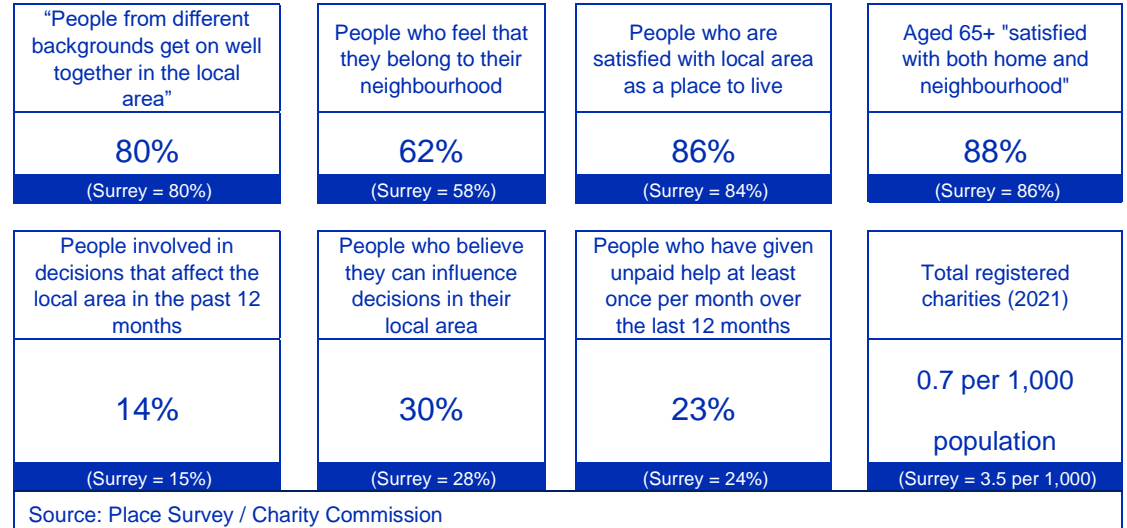 “People from different
backgrounds get on well
together in the local
area”
80%
(Surrey = 80%)
People who feel that
they belong to their
neighbourhood
62%
(Surrey = 58%)
People who are
satisfied with local area
as a place to live
86%
(Surrey = 84%)
Aged 65+ "satisfied
with both home and
neighbourhood"
88%
(Surrey = 86%)
People involved in
decisions that affect the
local area in the past 12
months
14%
(Surrey = 15%)
People who believe
they can influence
decisions in their
local area
30%
(Surrey = 28%)
People who have given
unpaid help at least
once per month over
the last 12 months
23%
(Surrey = 24%)
Total registered
charities (2021)
0.7 per 1,000
population
(Surrey = 3.5 per 1,000)
Source: Place Survey / Charity Commission